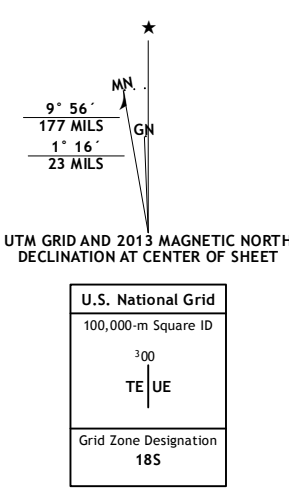 ★
MN
9° 56´
177 MILS
GN
1° 16´
23 MILS
UTM GRID AND 2013 MAGNETIC NORTH
DECLINATION AT CENTER OF SHEET
U.S. National Grid
100,000-m Square ID
³00
TE UE
Grid Zone Designation
18S